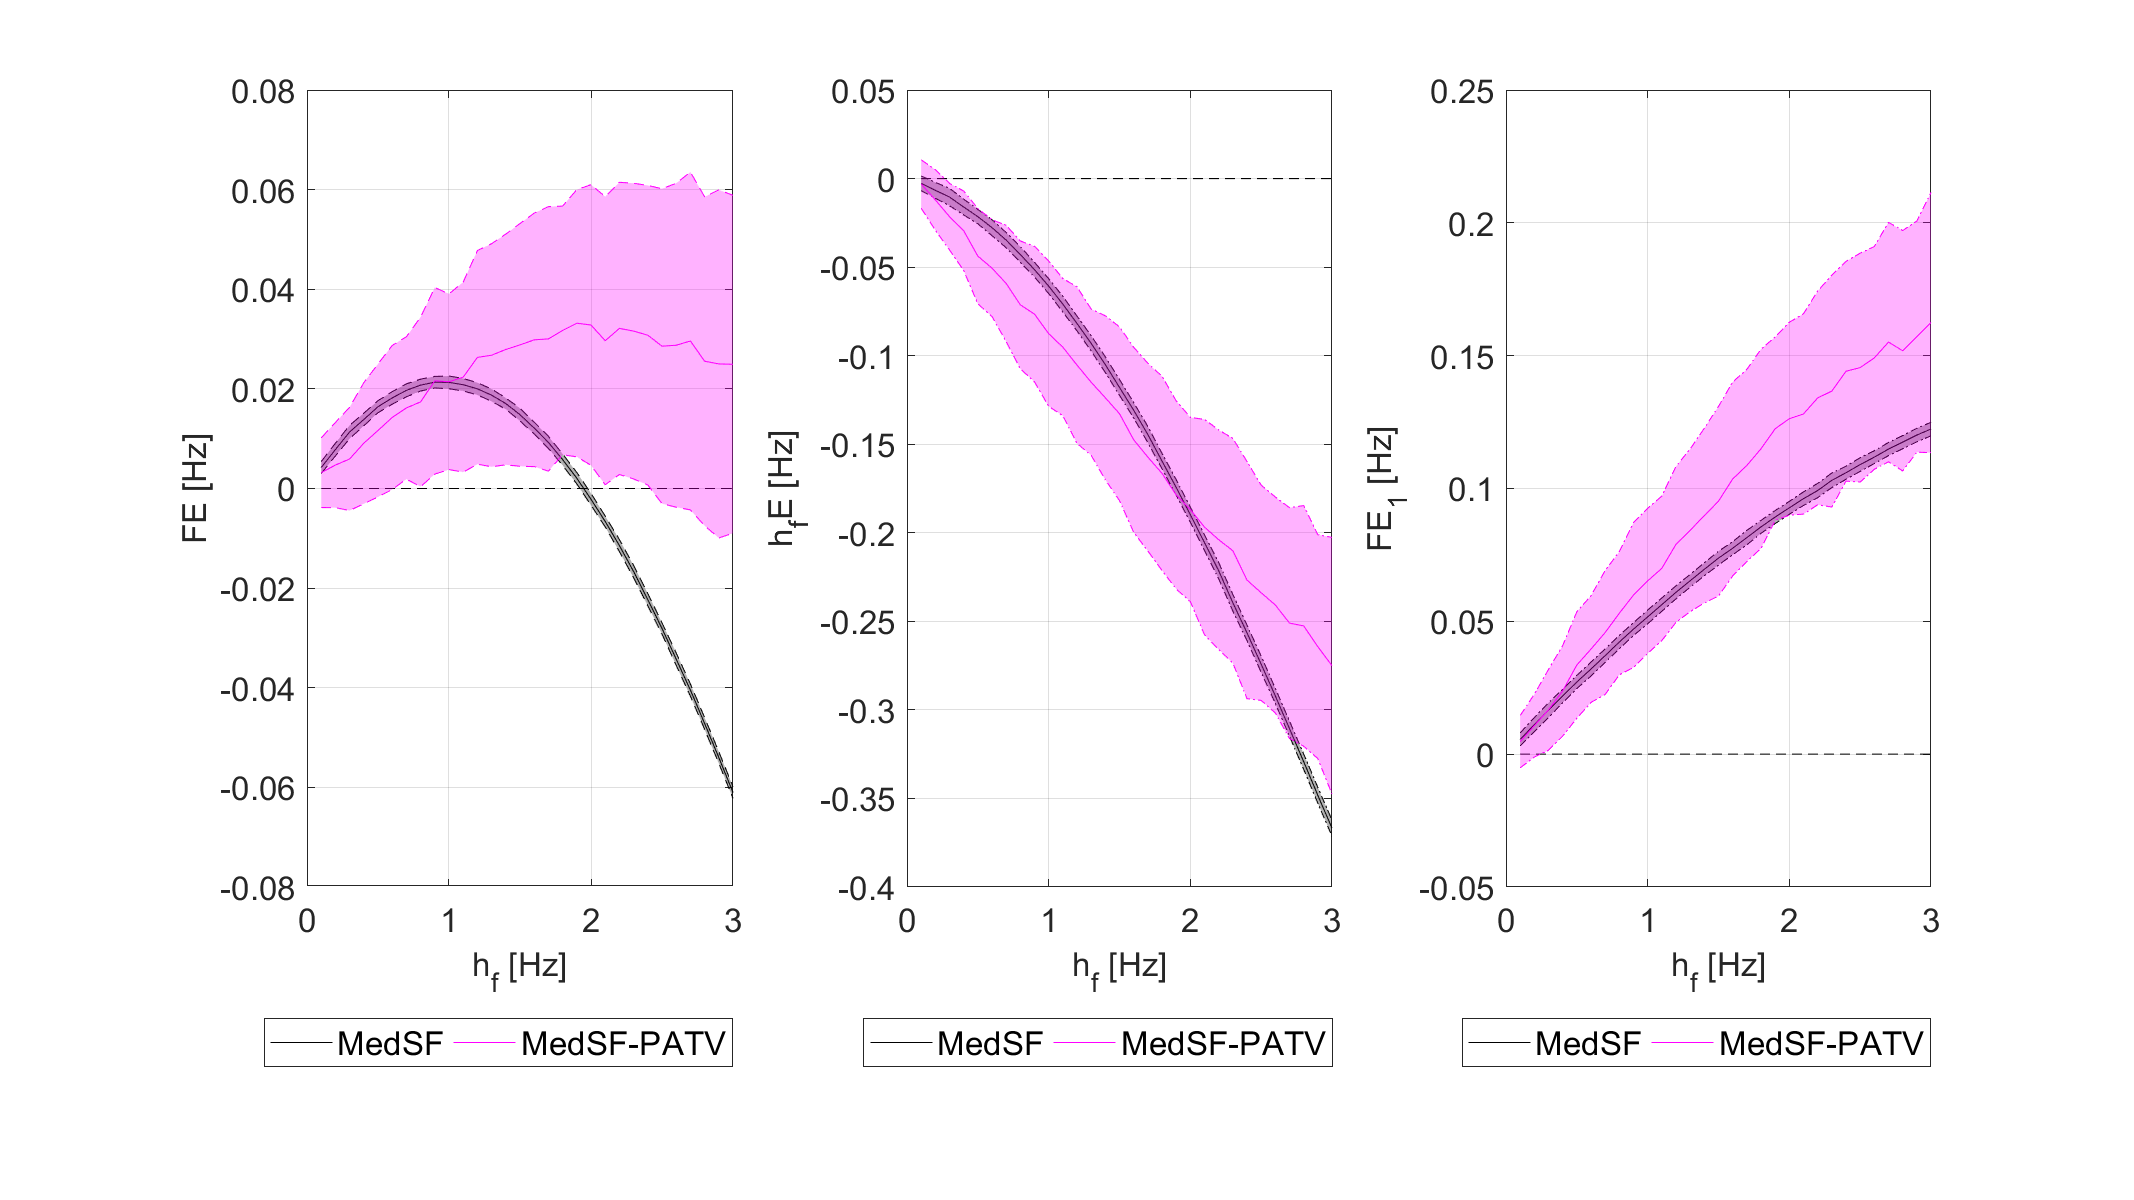 0.08
0.06
0.04
0.02
0
-0.02
-0.04
-0.06
-0.08
FE [Hz]
0 1 2 3
h_f [Hz]
MedSF MedSF-PATV
0.05
0
-0.05
-0.1
-0.15
-0.2
-0.25
-0.3
-0.35
-0.4
h_fE [Hz]
0 1 2 3
h_f [Hz]
MedSF MedSF-PATV
0.25
0.2
0.15
0.1
0.05
0
-0.05
FE_1 [Hz]
0 1 2 3
h_f [Hz]
MedSF MedSF-PATV